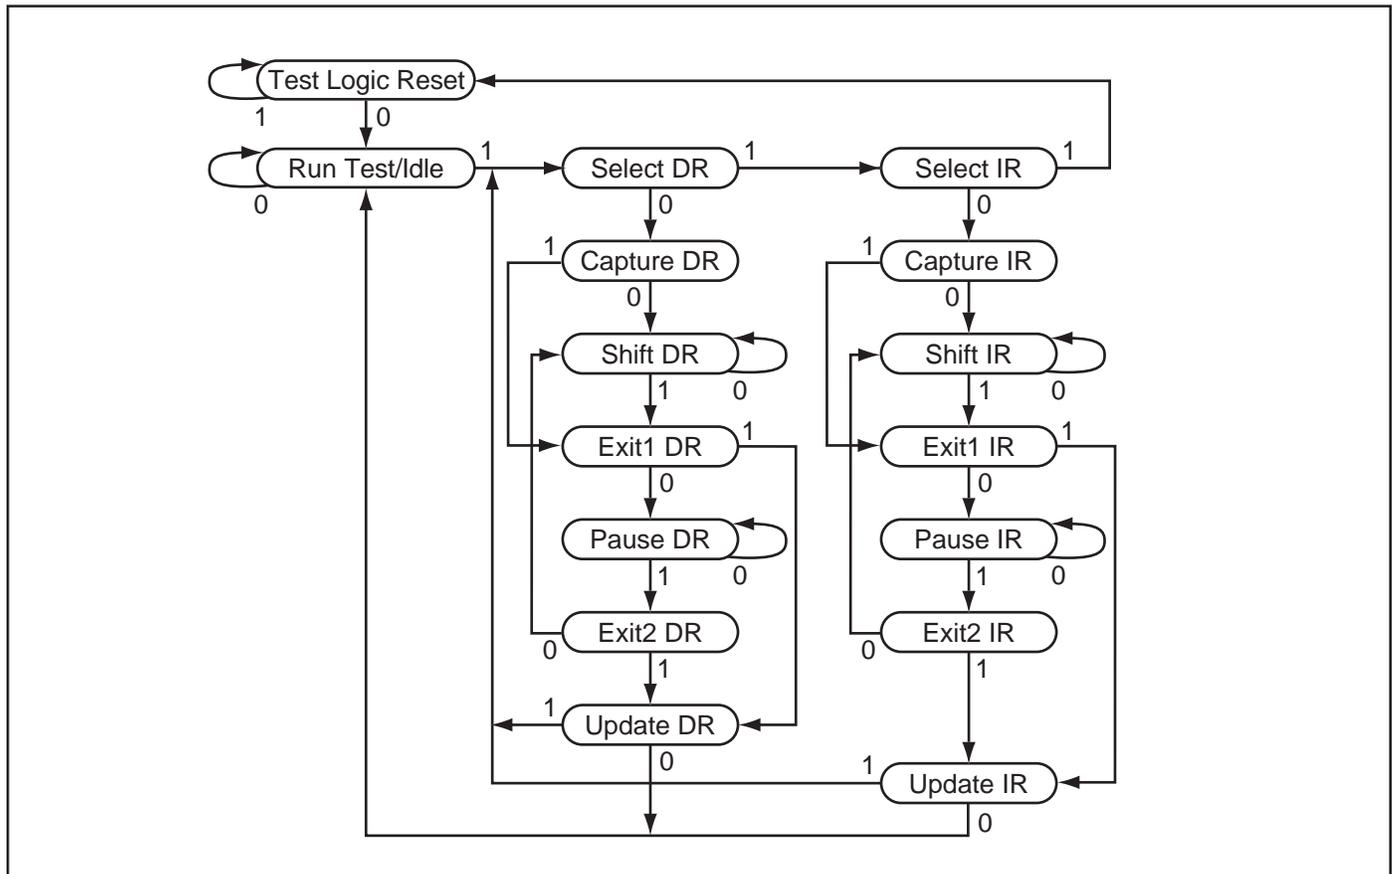 Test Logic Reset
1 0
Run Test/Idle 1 Select DR 1 Select IR 1
0 0 0
1 Capture DR 1 Capture IR
0 0
Shift DR Shift IR
1 0 1 0
Exit1 DR 1 Exit1 IR 1
0 0
Pause DR Pause IR
1 0 1 0
Exit2 DR Exit2 IR
0 1 0 1
1 Update DR
0 1 Update IR
0